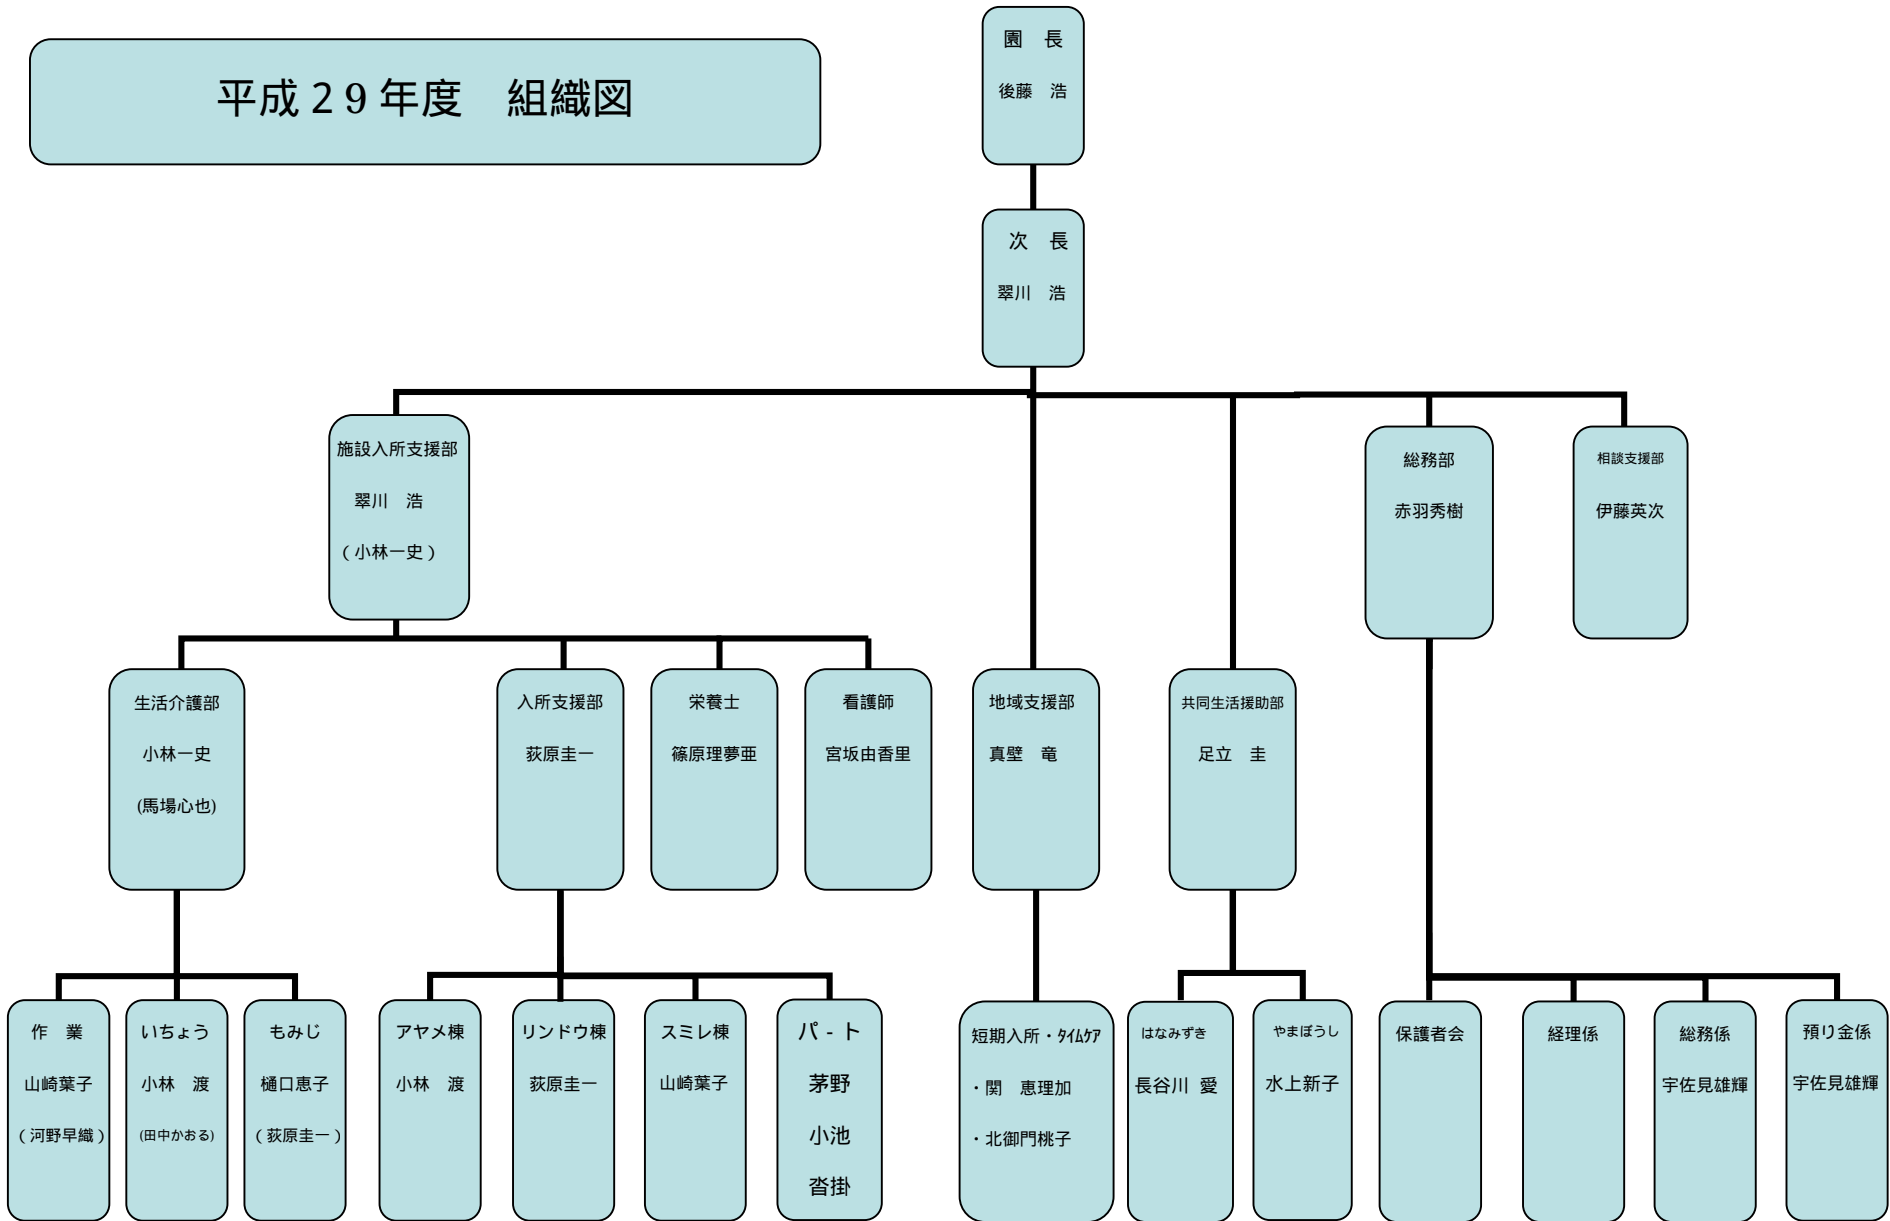 平成２9年度　組織図
園　長
後藤　浩
次　長
翠川　浩
施設入所支援部
翠川　浩
（小林一史）
総務部
赤羽秀樹
相談支援部
伊藤英次
生活介護部
小林一史
(馬場心也)
入所支援部
荻原圭一
栄養士
篠原理夢亜
看護師
宮坂由香里
地域支援部
真壁　竜
共同生活援助部
足立　圭
作　業
山崎葉子
（河野早織）
いちょう
小林　渡
(田中かおる)
もみじ
樋口恵子
（荻原圭一）
アヤメ棟
小林　渡
リンドウ棟
荻原圭一
スミレ棟
山崎葉子
パ - ト
茅野
小池
沓掛
短期入所・ﾀｲﾑｹｱ
・関　恵理加
・北御門桃子
はなみずき
長谷川 愛
やまぼうし
水上新子
保護者会
経理係
総務係
宇佐見雄輝
預り金係
宇佐見雄輝